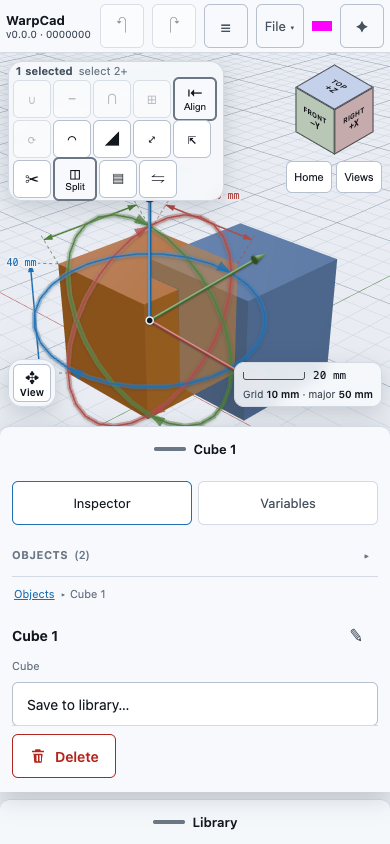 WarpCad
v0.0.0 · 0000000
File
1 selected select 2+
Align
Split
TOP
+Z
FRONT
-Y
RIGHT
+X
Home
Views
mm
40 mm
View
20 mm
Grid 10 mm · major 50 mm
Cube 1
Inspector
Variables
OBJECTS (2)
Objects ▸ Cube 1
Cube 1
Cube
Save to library...
Delete
Library